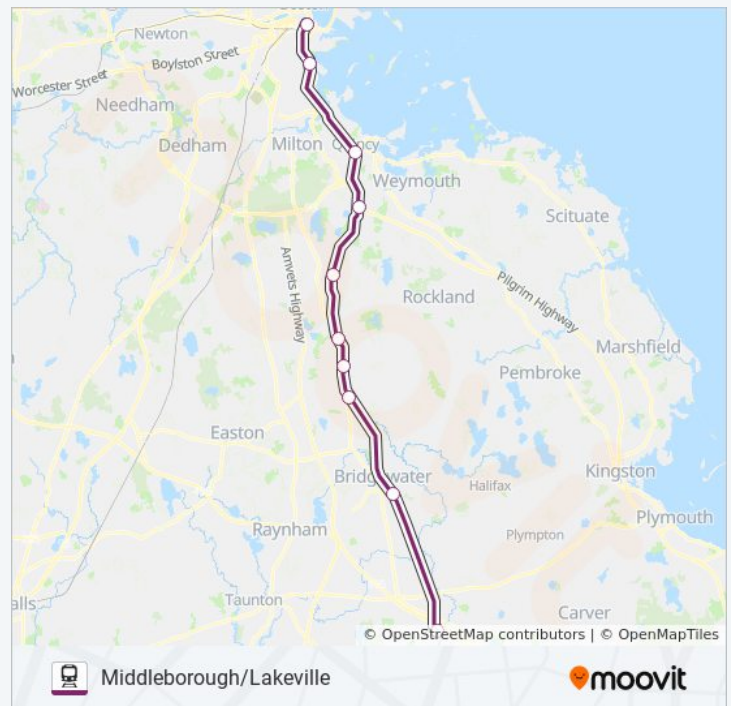 Newton
Boylston Street
Worcester Street
Needham
Dedham
Milton
Quincy
Weymouth
Scituate
Amvets Highway
Rockland
Pilgrim Highway
Marshfield
Pembroke
Easton
Bridgewater
Halifax
Kingston
Plymouth
Raynham
Plympton
Taunton
alls
Carver
© OpenStreetMap contributors | © OpenMapTiles
Middleborough/Lakeville
moovit